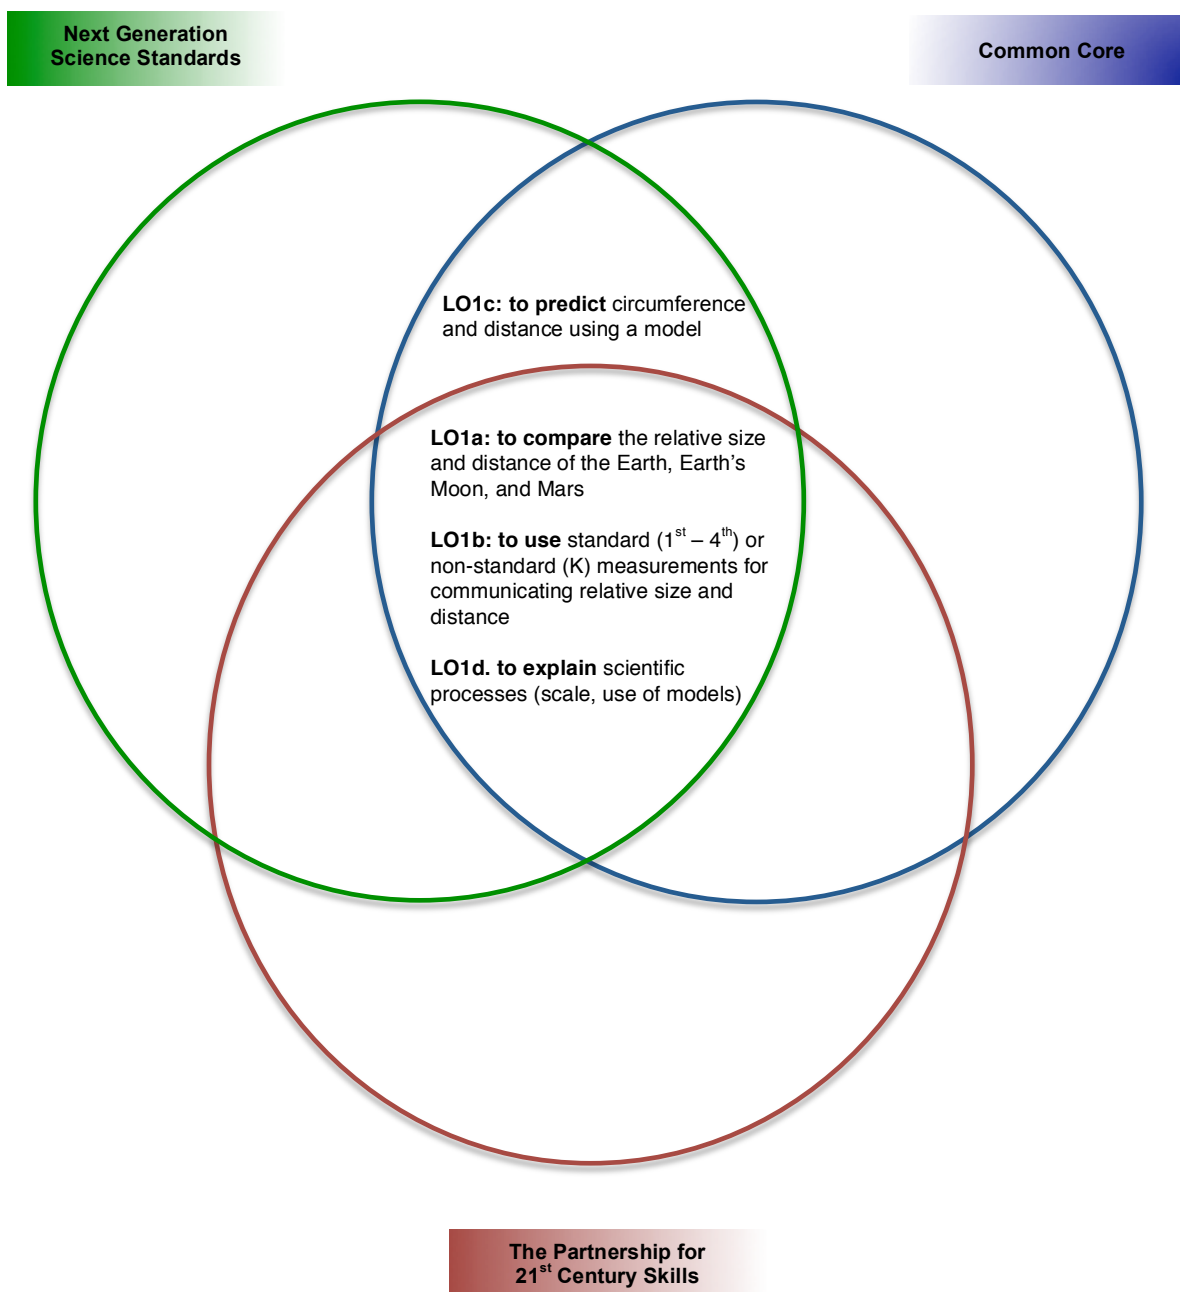 Next Generation
Science Standards
Common Core
LO1c: to predict circumference
and distance using a model
LO1a: to compare the relative size
and distance of the Earth, Earth’s
Moon, and Mars
LO1b: to use standard (1st – 4th) or
non-standard (K) measurements for
communicating relative size and
distance
LO1d. to explain scientific
processes (scale, use of models)
The Partnership for
21st Century Skills